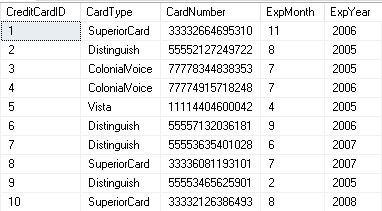 CreditCardID CardType CardNumber ExpMonth ExpYear
1 SuperiorCard 33332664695310 11 2006
2 Distinguish 55552127249722 8 2005
3 ColonialVoice 77778344838353 7 2005
4 ColonialVoice 77774915718248 7 2006
5 Vista 11114404600042 4 2005
6 Distinguish 55557132036181 9 2006
7 Distinguish 55553635401028 6 2007
8 SuperiorCard 33336081193101 7 2007
9 Distinguish 55553465625901 2 2005
10 SuperiorCard 33332126386493 8 2008